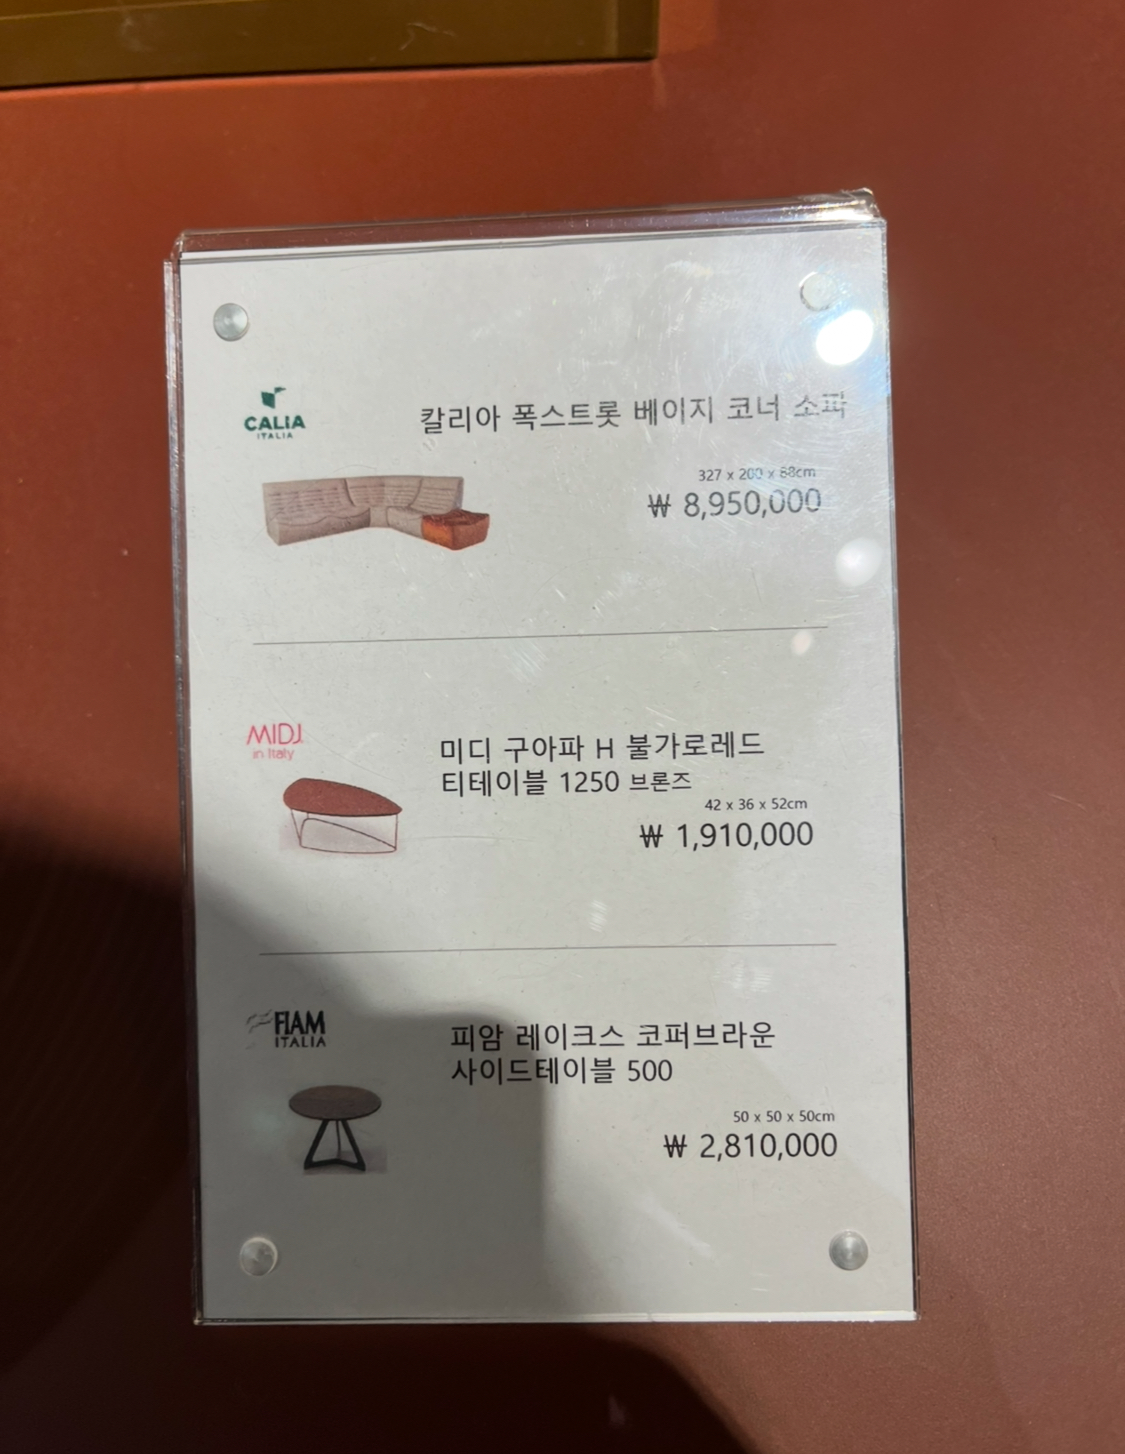 CALIA
ITALIA
칼리아 폭스트롯 베이지 코너 소파
327 x 200 x 68cm
₩ 8,950,000
MIDJ
in Italy
미디 구아파 H 불가로레드
티테이블 1250 브론즈
42 x 36 x 52cm
₩ 1,910,000
FIAM
ITALIA
피암 레이크스 코퍼브라운
사이드테이블 500
50 x 50 x 50cm
₩ 2,810,000